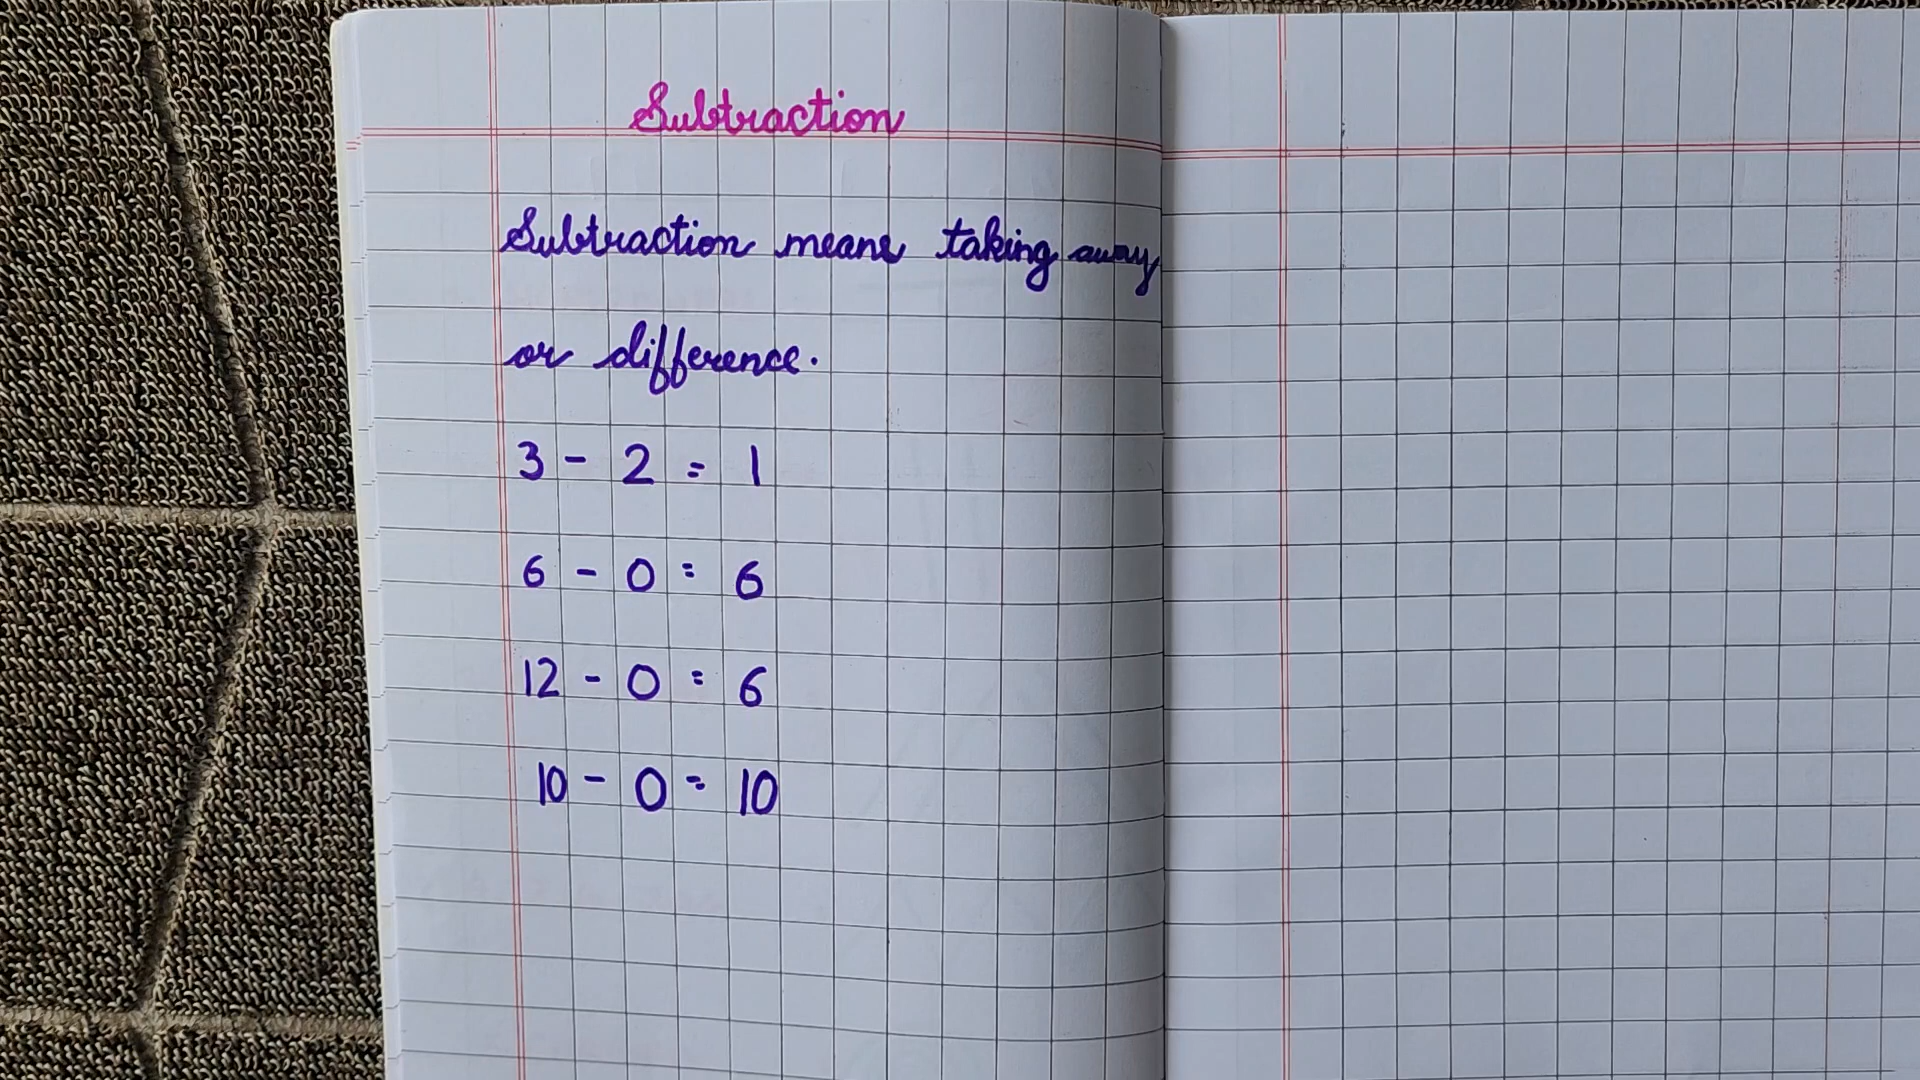 Subtraction
Subtraction means taking away
or difference.
3 - 2 = 1
6 - 0 = 6
12 - 0 = 6
10 - 0 = 10